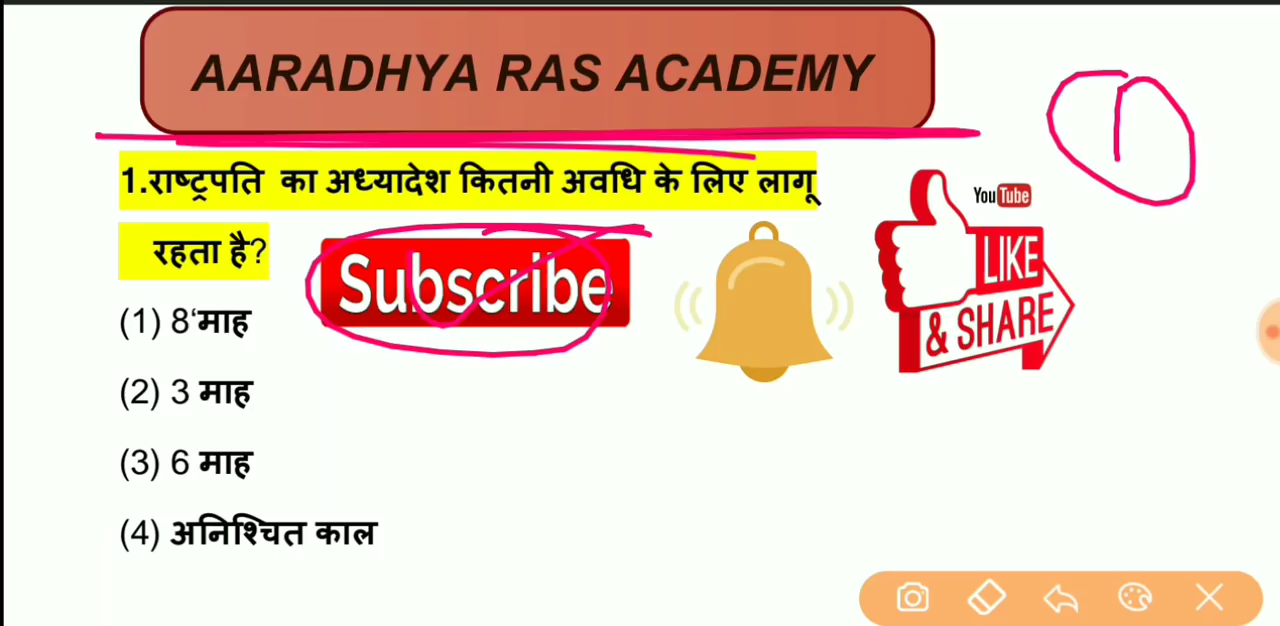 AARADHYA RAS ACADEMY
1
1.राष्ट्रपति का अध्यादेश कितनी अवधि के लिए लागू
रहता है?
Subscribe
YouTube
LIKE
& SHARE
(1) 8‘माह
(2) 3 माह
(3) 6 माह
(4) अनिश्चित काल